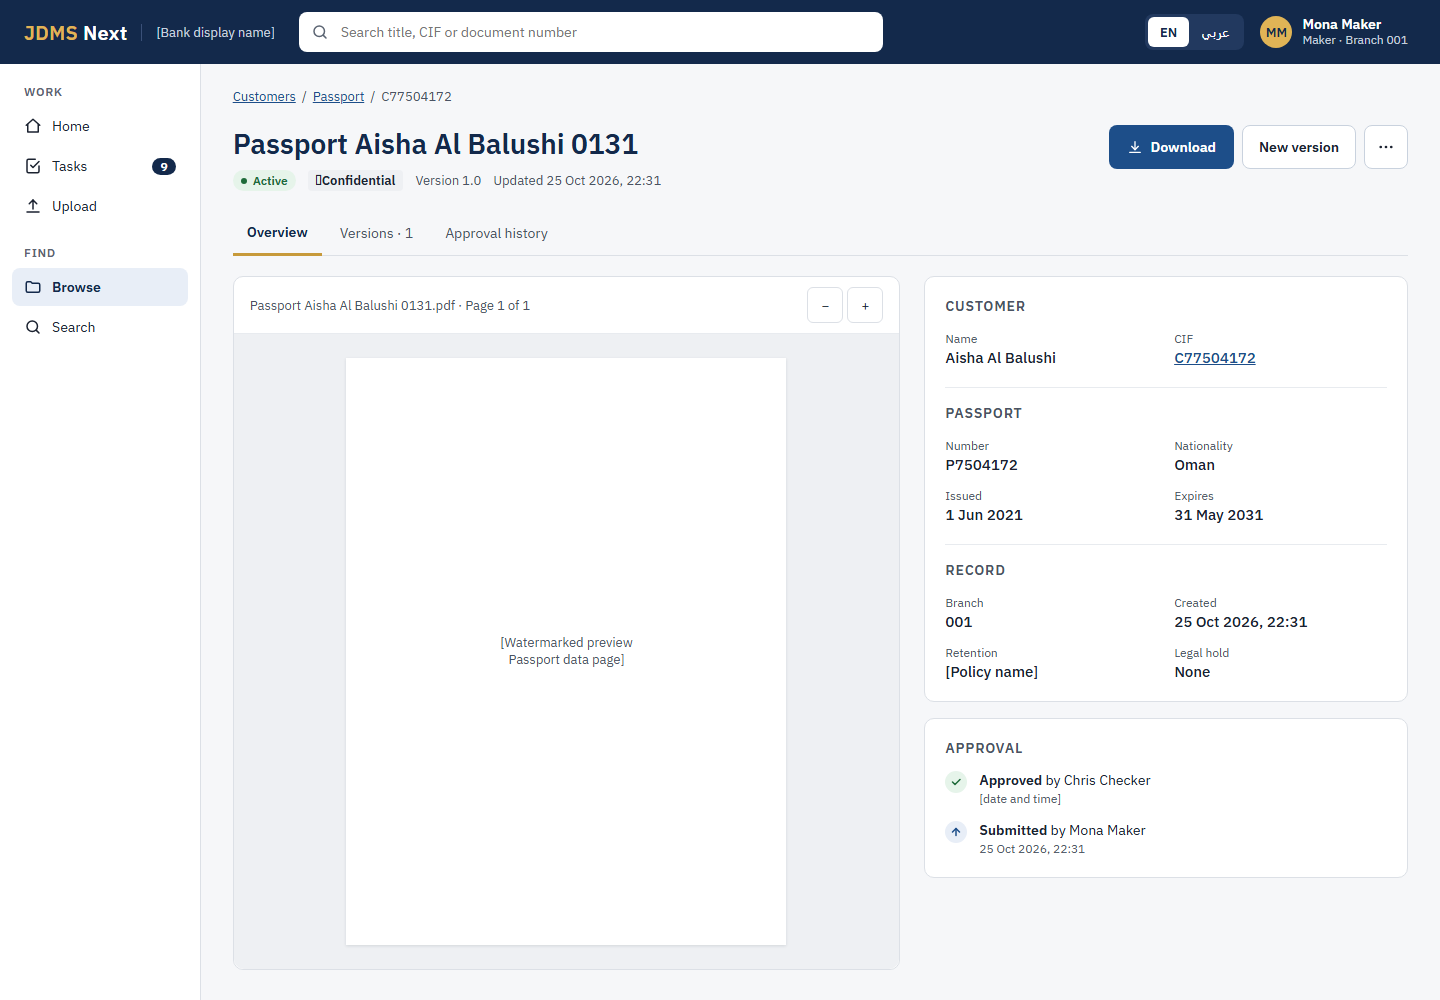 JDMS Next
[Bank display name]
Search title, CIF or document number
EN
عربي
MM
Mona Maker
Maker · Branch 001
WORK
Home
Tasks 9
Upload
FIND
Browse
Search
Customers / Passport / C77504172
Passport Aisha Al Balushi 0131
Download
New version
Active
Confidential
Version 1.0
Updated 25 Oct 2026, 22:31
Overview
Versions · 1
Approval history
Passport Aisha Al Balushi 0131.pdf · Page 1 of 1
[Watermarked preview
Passport data page]
CUSTOMER
Name
Aisha Al Balushi
CIF
C77504172
PASSPORT
Number
P7504172
Nationality
Oman
Issued
1 Jun 2021
Expires
31 May 2031
RECORD
Branch
001
Created
25 Oct 2026, 22:31
Retention
[Policy name]
Legal hold
None
APPROVAL
Approved by Chris Checker
[date and time]
Submitted by Mona Maker
25 Oct 2026, 22:31